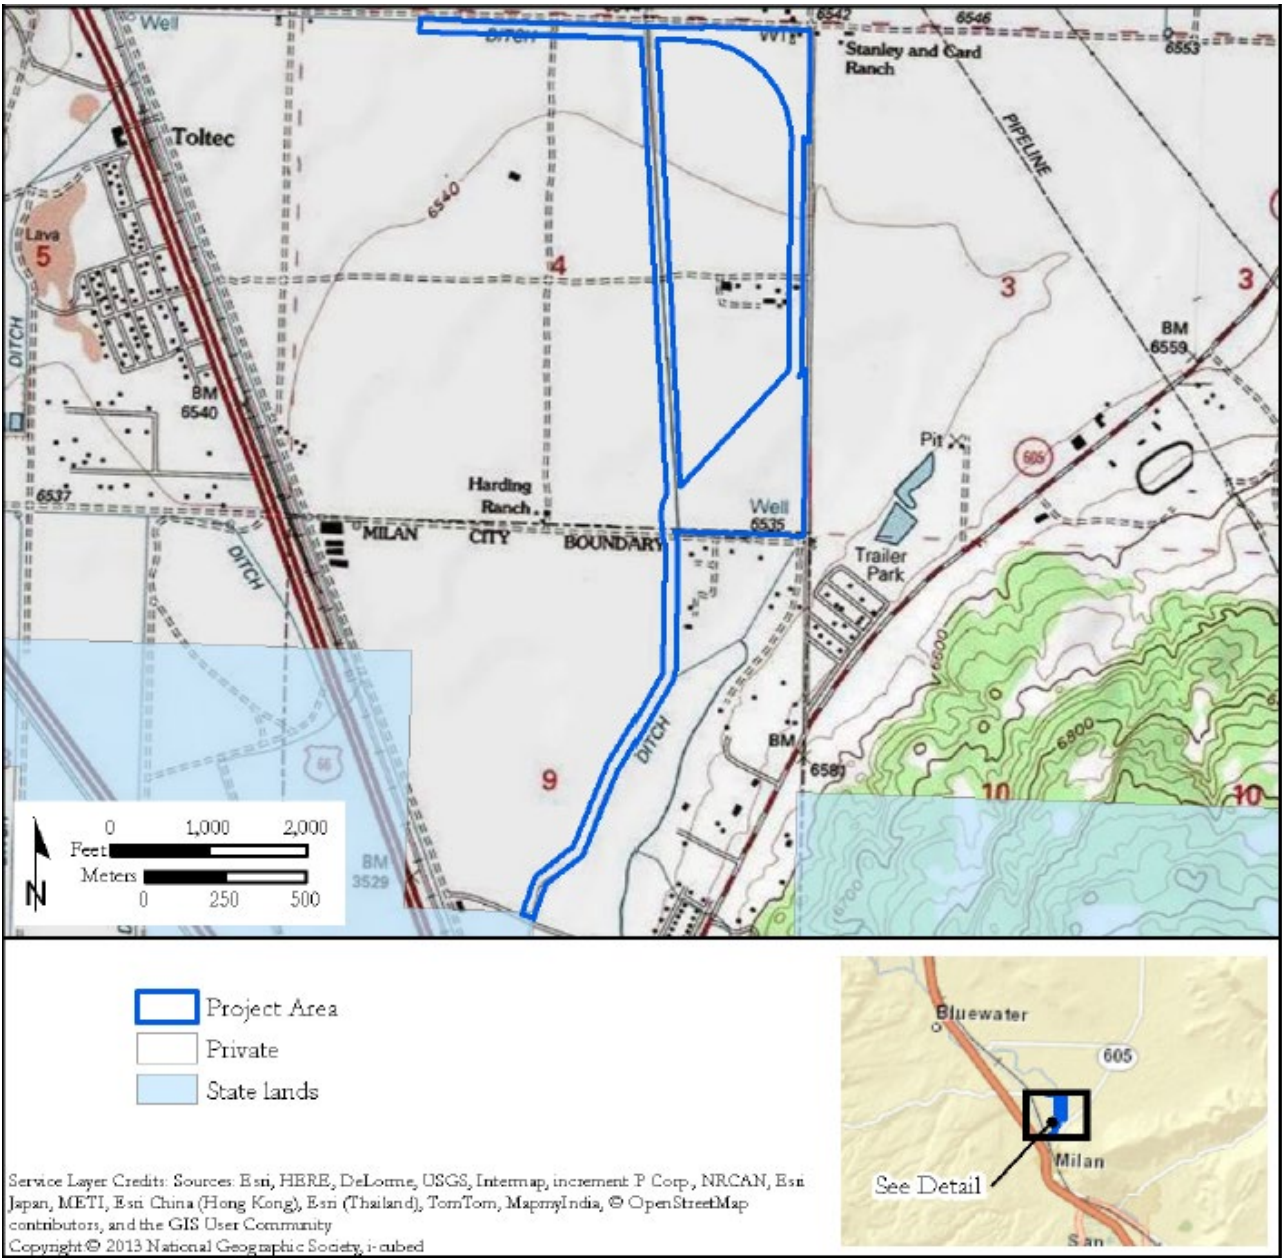 6542
6546
Well
DITCH
WT
Stanley and Card
Ranch
6553
PIPELINE
Toltec
6540
Lava
5
4
3
3
DITCH
BM
6559
BM
6540
Pit
605
Harding
Ranch
Well
6535
6537
MILAN CITY BOUNDARY
DITCH
Trailer
Park
6600
DITCH
6800
BM
6581
66
9
10
10
0 1,000 2,000
Feet
Meters
0 250 500
N
BM
3529
6700
Project Area
Private
State lands
Bluewater
605
Milan
See Detail
San
Service Layer Credits: Sources: Esri, HERE, DeLorme, USGS, Intermap, increment P Corp., NRCAN, Esri
Japan, METI, Esri China (Hong Kong), Esri (Thailand), TomTom, MapmyIndia, © OpenStreetMap
contributors, and the GIS User Community
Copyright:© 2013 National Geographic Society, i-cubed